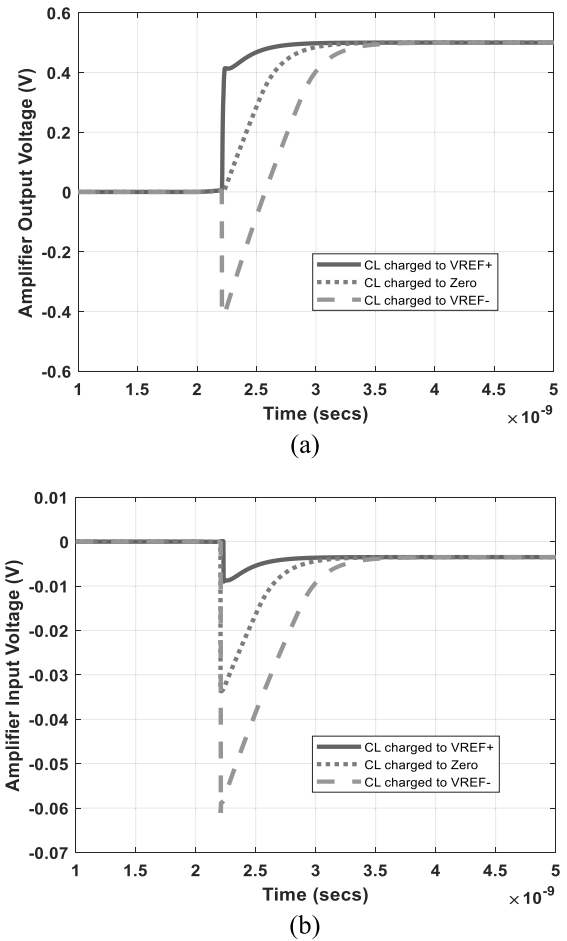 0.6
0.4
0.2
0
-0.2
-0.4
-0.6
Amplifier Output Voltage (V)
CL charged to VREF+
CL charged to Zero
CL charged to VREF-
1 1.5 2 2.5 3 3.5 4 4.5 5
Time (secs)
×10⁻⁹
(a)
0.01
0
-0.01
-0.02
-0.03
-0.04
-0.05
-0.06
-0.07
Amplifier Input Voltage (V)
CL charged to VREF+
CL charged to Zero
CL charged to VREF-
1 1.5 2 2.5 3 3.5 4 4.5 5
Time (secs)
×10⁻⁹
(b)